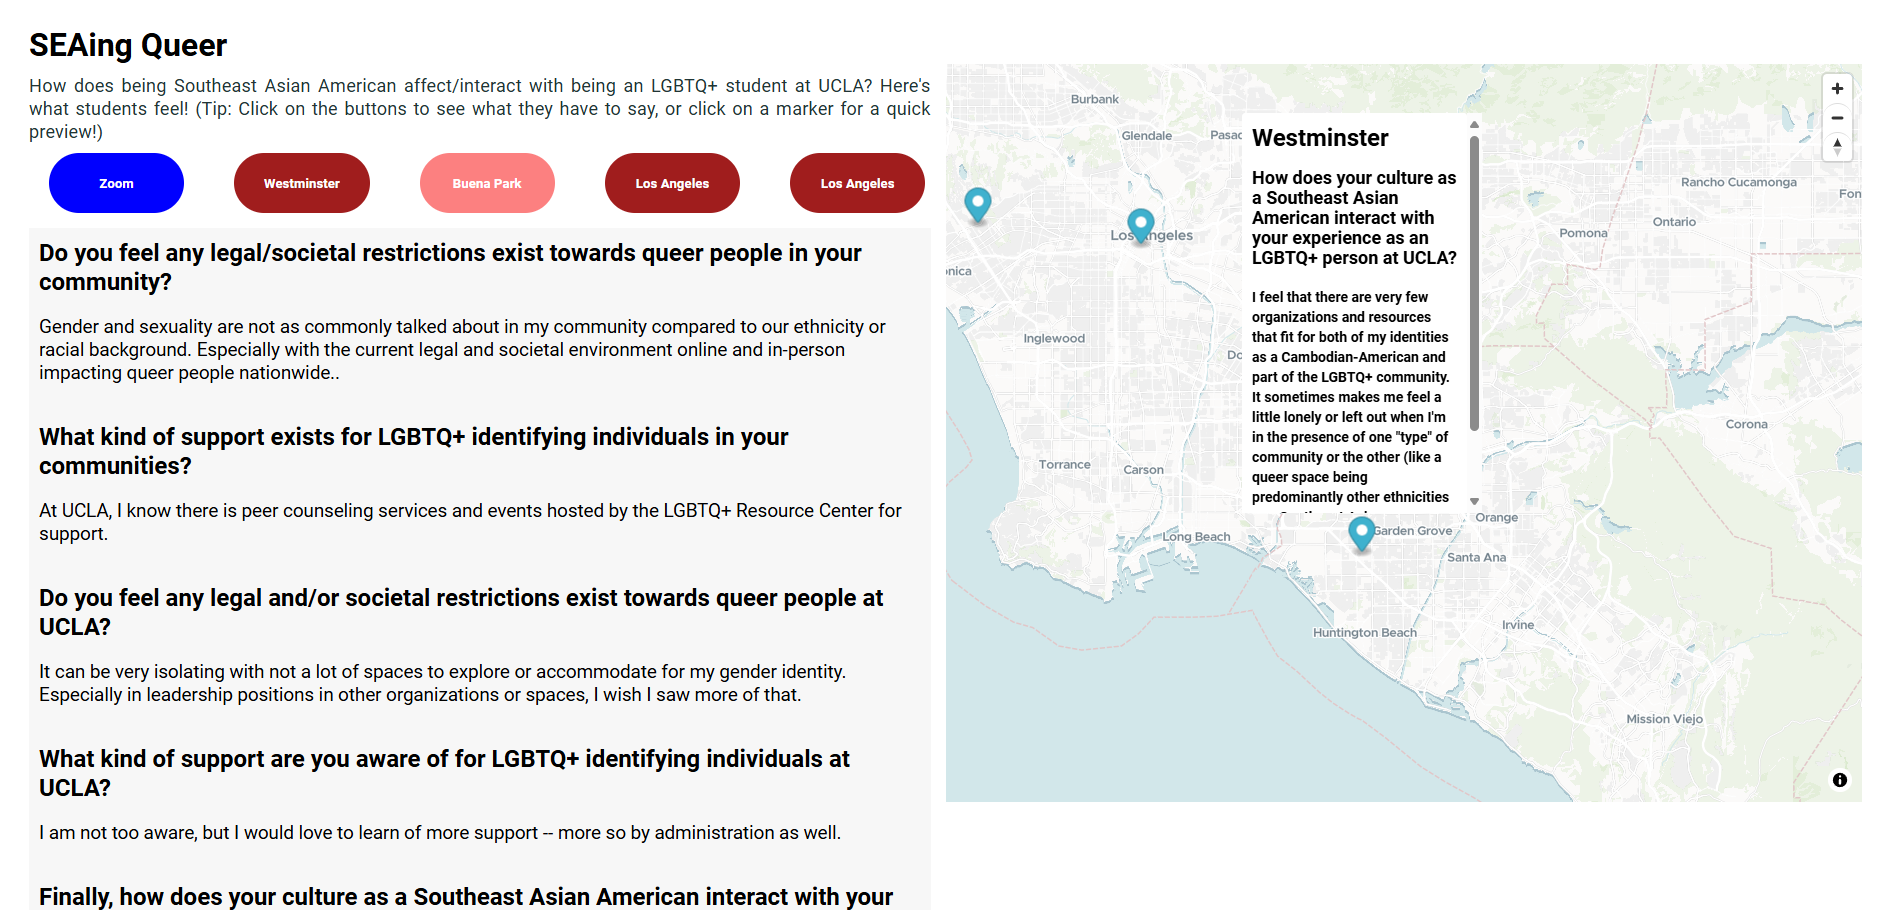 SEAing Queer
How does being Southeast Asian American affect/interact with being an LGBTQ+ student at UCLA? Here's
what students feel! (Tip: Click on the buttons to see what they have to say, or click on a marker for a quick
preview!)
Zoom
Westminster
Buena Park
Los Angeles
Los Angeles
Do you feel any legal/societal restrictions exist towards queer people in your
community?
Gender and sexuality are not as commonly talked about in my community compared to our ethnicity or
racial background. Especially with the current legal and societal environment online and in-person
impacting queer people nationwide..
What kind of support exists for LGBTQ+ identifying individuals in your
communities?
At UCLA, I know there is peer counseling services and events hosted by the LGBTQ+ Resource Center for
support.
Do you feel any legal and/or societal restrictions exist towards queer people at
UCLA?
It can be very isolating with not a lot of spaces to explore or accommodate for my gender identity.
Especially in leadership positions in other organizations or spaces, I wish I saw more of that.
What kind of support are you aware of for LGBTQ+ identifying individuals at
UCLA?
I am not too aware, but I would love to learn of more support -- more so by administration as well.
Finally, how does your culture as a Southeast Asian American interact with your
Westminster
How does your culture as
a Southeast Asian
American interact with
your experience as an
LGBTQ+ person at UCLA?
I feel that there are very few
organizations and resources
that fit for both of my identities
as a Cambodian-American and
part of the LGBTQ+ community.
It sometimes makes me feel a
little lonely or left out when I'm
in the presence of one "type" of
community or the other (like a
queer space being
predominantly other ethnicities
Burbank
Glendale
Pasad
Los Angeles
nica
Inglewood
Do
Torrance
Carson
Long Beach
Garden Grove
Orange
Santa Ana
Huntington Beach
Irvine
Mission Viejo
Corona
Pomona
Ontario
Rancho Cucamonga
Fon